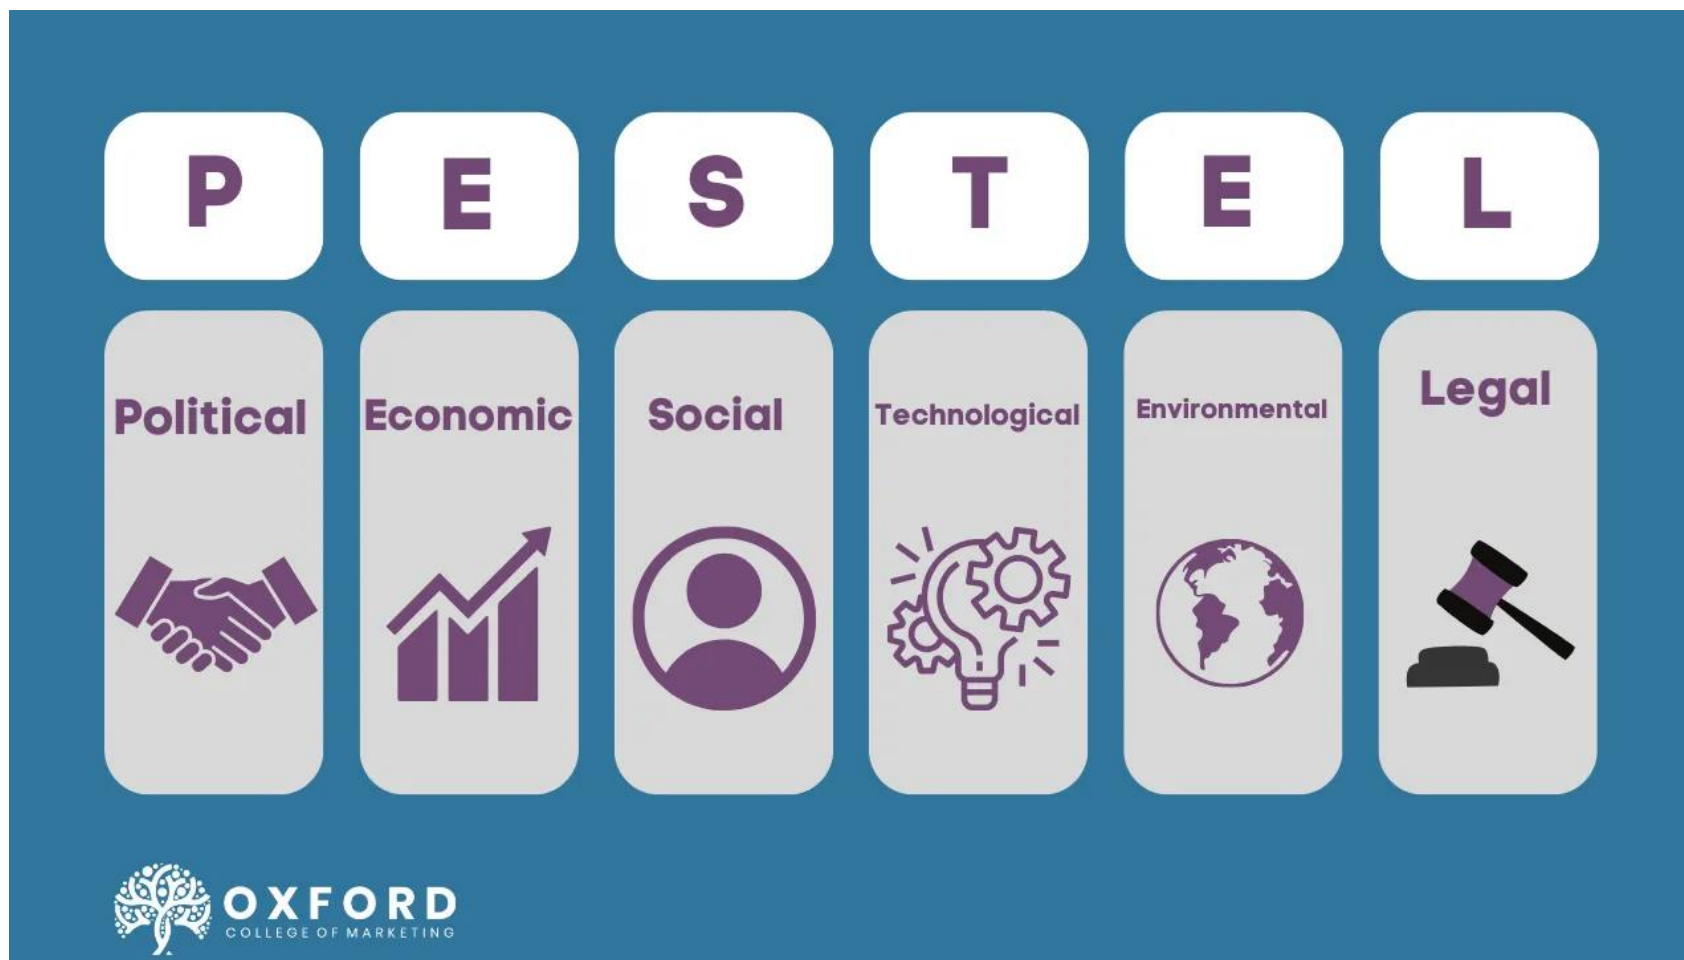 P E S T E L
Political Economic Social Technological Environmental Legal
OXFORD
COLLEGE OF MARKETING